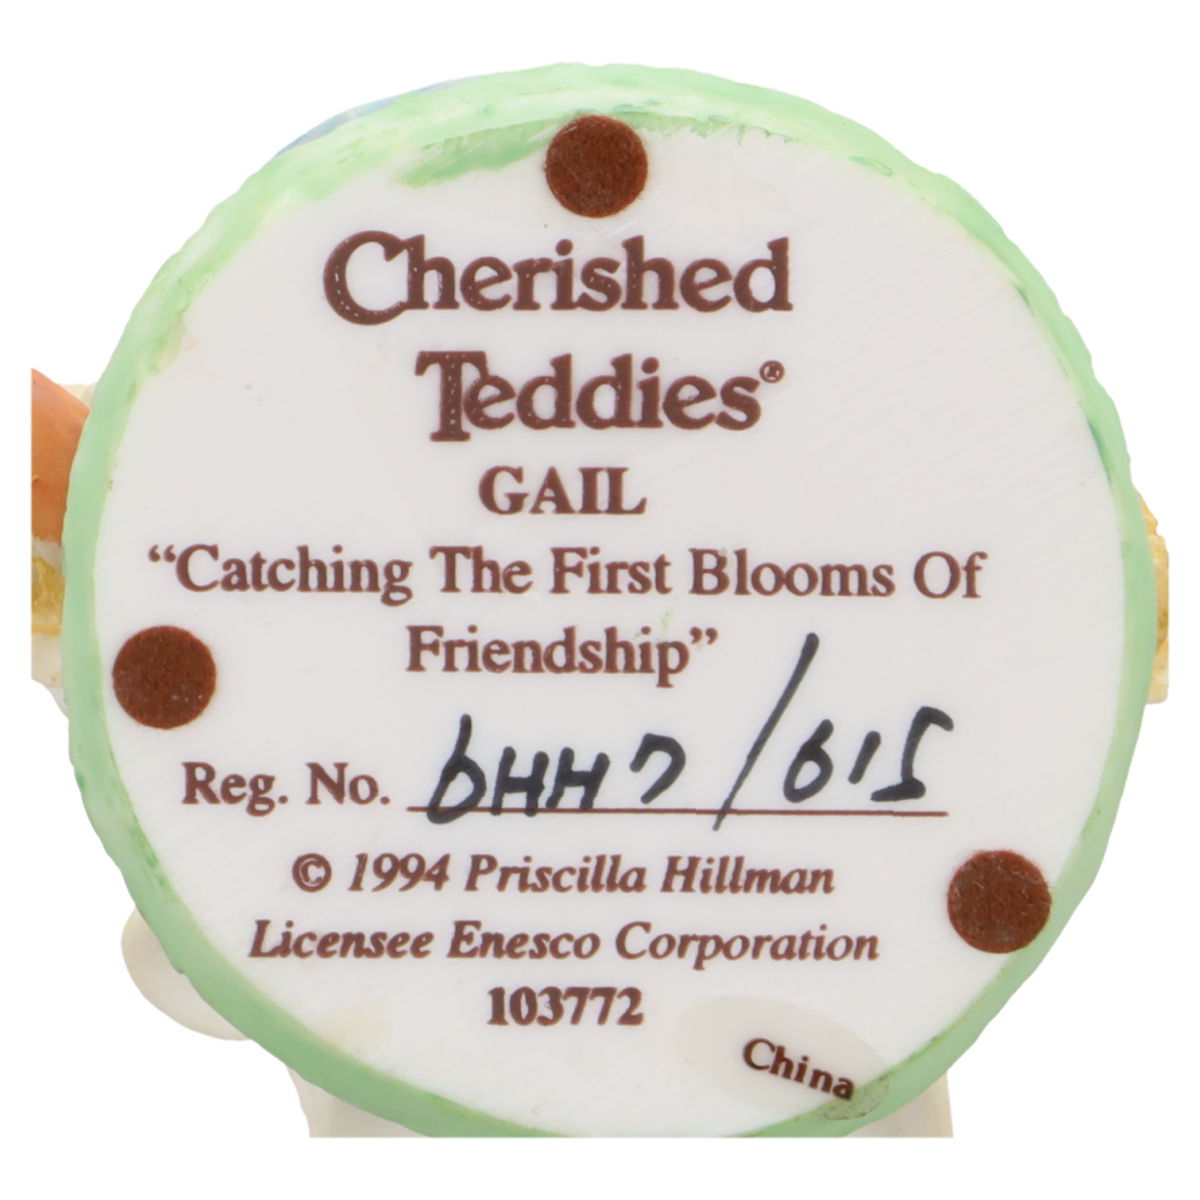 Cherished
Teddies®
GAIL
“Catching The First Blooms Of
Friendship”
Reg. No. 6HH7/615
© 1994 Priscilla Hillman
Licensee Enesco Corporation
103772
China